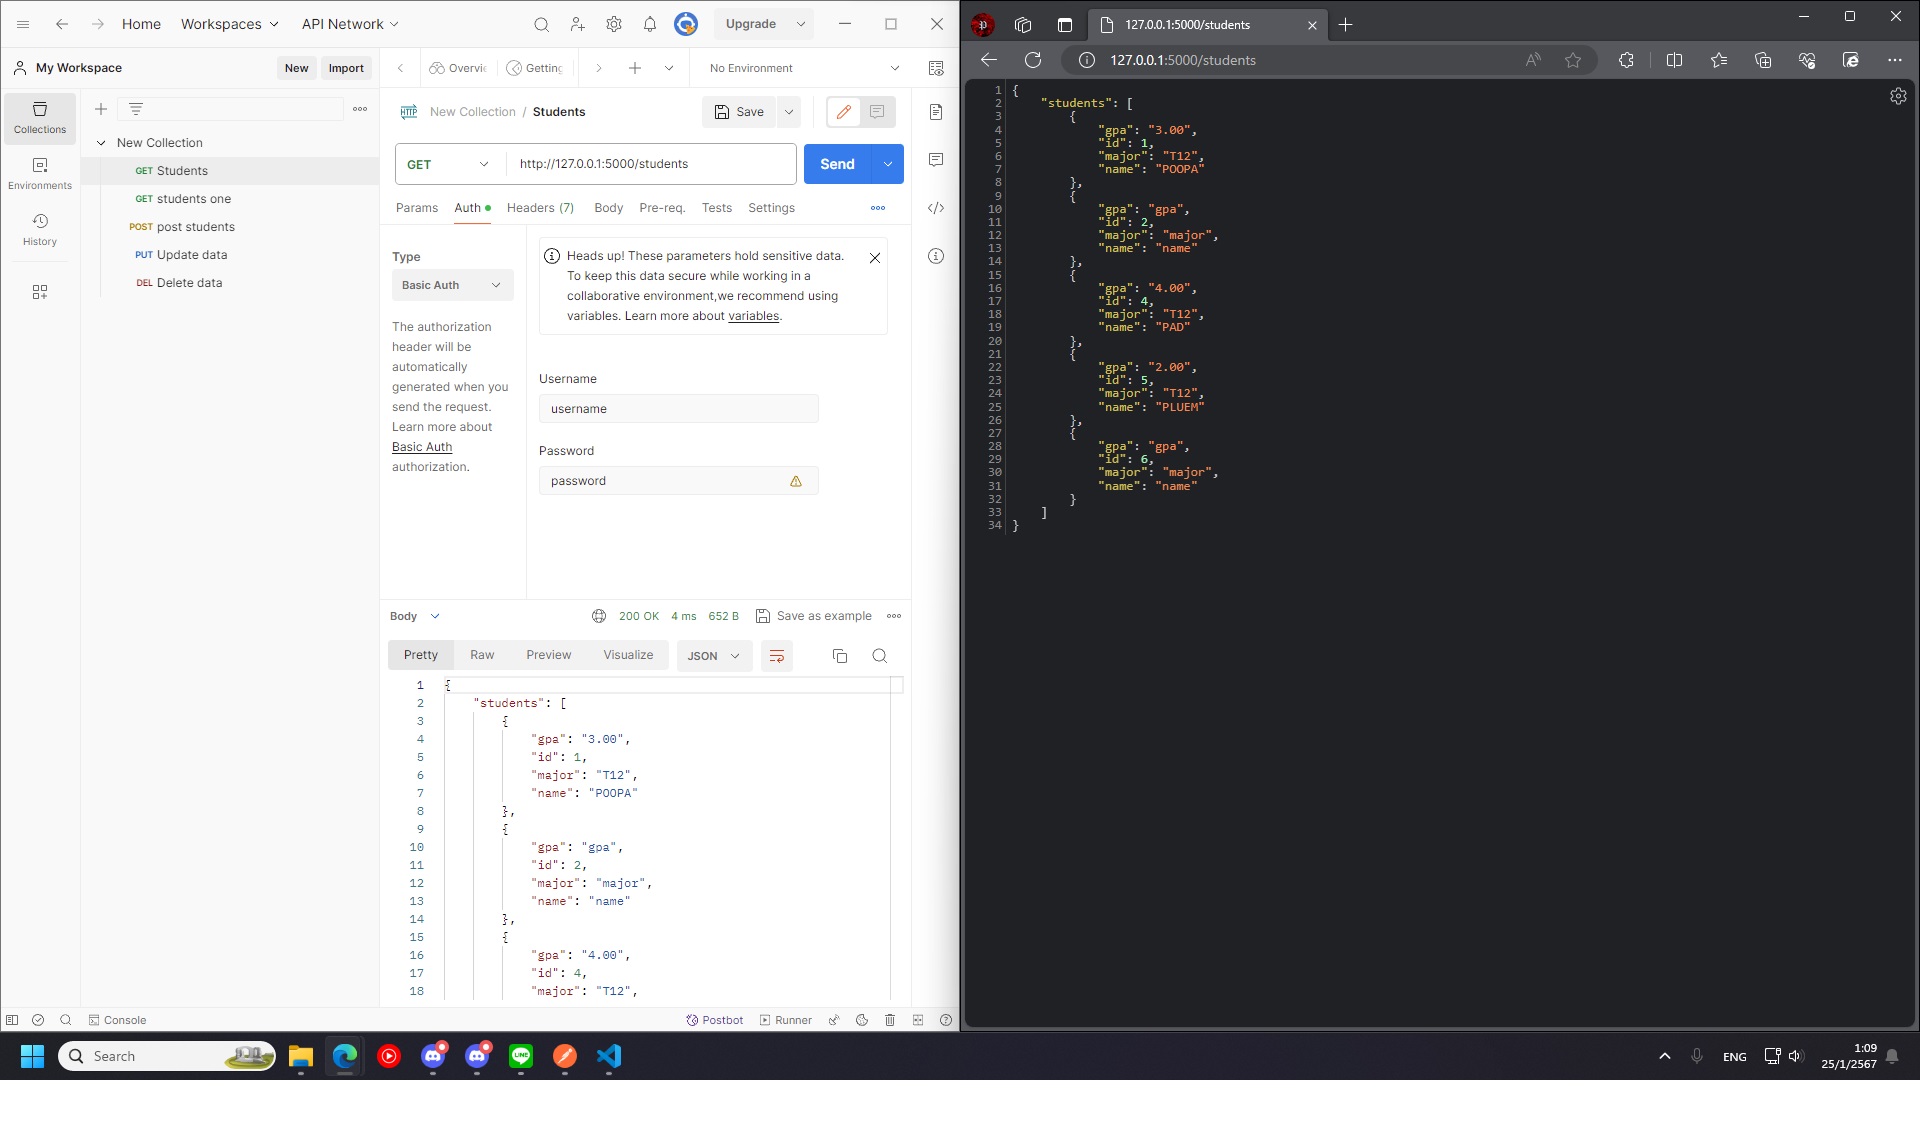 Home
Workspaces
API Network
Upgrade
My Workspace
New
Import
Overvie
Getting
No Environment
Collections
Environments
History
New Collection
GET Students
GET students one
POST post students
PUT Update data
DEL Delete data
HTTP
New Collection / Students
Save
GET
http://127.0.0.1:5000/students
Send
Params
Auth
Headers (7)
Body
Pre-req.
Tests
Settings
Type
Basic Auth
The authorization
header will be
automatically
generated when you
send the request.
Learn more about
Basic Auth
authorization.
Heads up! These parameters hold sensitive data.
To keep this data secure while working in a
collaborative environment,we recommend using
variables. Learn more about variables.
Username
username
Password
password
Body
200 OK 4 ms 652 B
Save as example
Pretty
Raw
Preview
Visualize
JSON
1 {
2 "students": [
3 {
4 "gpa": "3.00",
5 "id": 1,
6 "major": "T12",
7 "name": "POOPA"
8 },
9 {
10 "gpa": "gpa",
11 "id": 2,
12 "major": "major",
13 "name": "name"
14 },
15 {
16 "gpa": "4.00",
17 "id": 4,
18 "major": "T12",
Console
Postbot
Runner
127.0.0.1:5000/students
127.0.0.1:5000/students
1 {
2 "students": [
3 {
4 "gpa": "3.00",
5 "id": 1,
6 "major": "T12",
7 "name": "POOPA"
8 },
9 {
10 "gpa": "gpa",
11 "id": 2,
12 "major": "major",
13 "name": "name"
14 },
15 {
16 "gpa": "4.00",
17 "id": 4,
18 "major": "T12",
19 "name": "PAD"
20 },
21 {
22 "gpa": "2.00",
23 "id": 5,
24 "major": "T12",
25 "name": "PLUEM"
26 },
27 {
28 "gpa": "gpa",
29 "id": 6,
30 "major": "major",
31 "name": "name"
32 }
33 ]
34 }
Search
LINE
ENG
1:09
25/1/2567